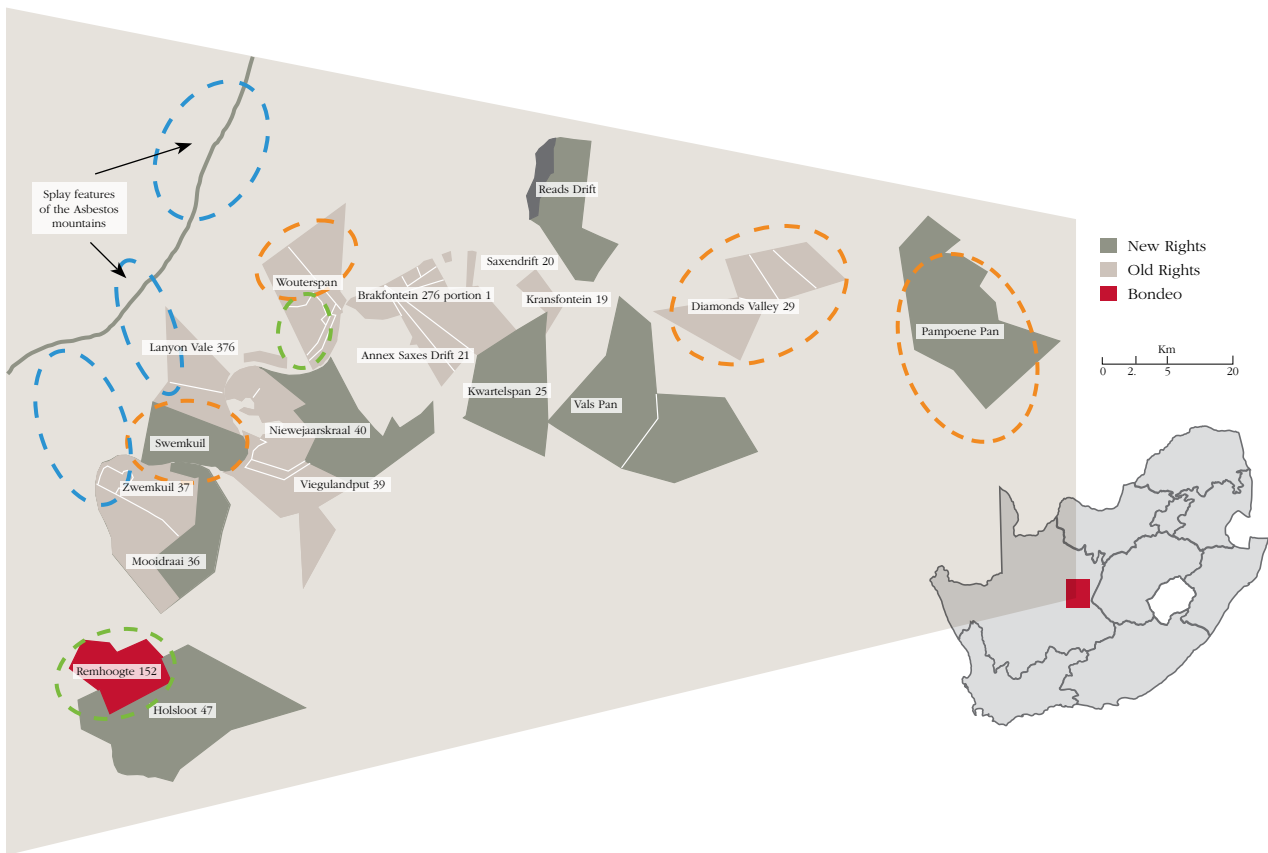 Splay features
of the Asbestos
mountains
Reads Drift
Saxendrift 20
Wouterspan
Brakfontein 276 portion 1
Kransfontein 19
Diamonds Valley 29
Pampoene Pan
Lanyon Vale 376
Annex Saxes Drift 21
Kwartelspan 25
Vals Pan
Niewejaarskraal 40
Swemkuil
Viegulandput 39
Zwemkuil 37
Mooidraai 36
Remhoogte 152
Holsloot 47
New Rights
Old Rights
Bondeo
Km
0 2. 5 20